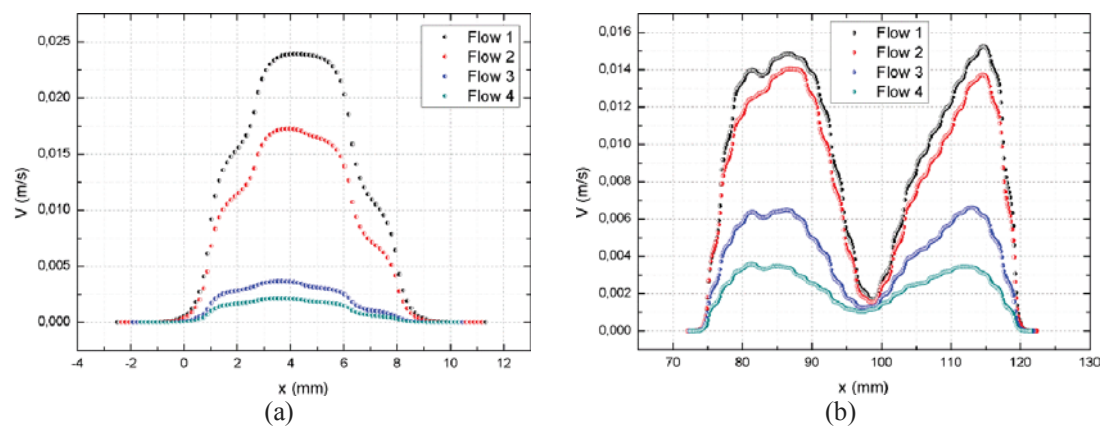 0,025
0,020
0,015
0,010
0,005
0,000
V (m/s)
Flow 1
Flow 2
Flow 3
Flow 4
-4 -2 0 2 4 6 8 10 12
x (mm)
(a)
0,016
0,014
0,012
0,010
0,008
0,006
0,004
0,002
0,000
V (m/s)
Flow 1
Flow 2
Flow 3
Flow 4
70 80 90 100 110 120 130
x (mm)
(b)